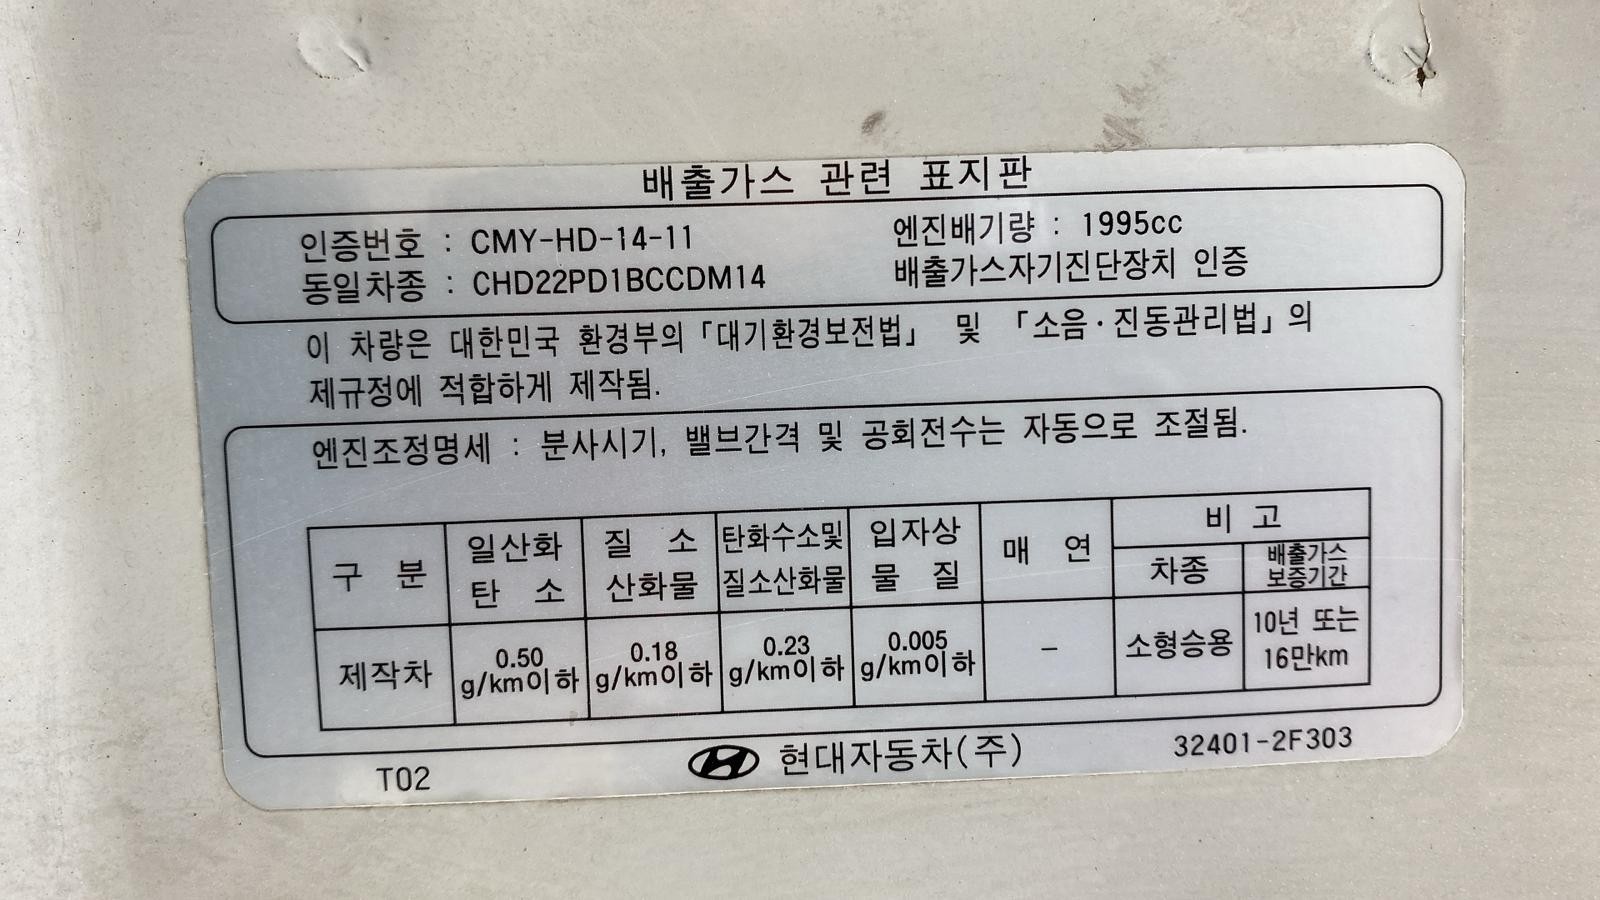 배출가스 관련 표지판
인증번호 : CMY-HD-14-11 엔진배기량 : 1995cc
동일차종 : CHD22PD1BCCDM14 배출가스자기진단장치 인증
이 차량은 대한민국 환경부의 「대기환경보전법」 및 「소음·진동관리법」의
제규정에 적합하게 제작됨.
엔진조정명세 : 분사시기, 밸브간격 및 공회전수는 자동으로 조절됨.
구 분 일산화 탄 소 질 소 산화물 탄화수소및 질소산화물 입자상 물 질 매 연 비 고
차종 배출가스 보증기간
제작차 0.50 g/km이하 0.18 g/km이하 0.23 g/km이하 0.005 g/km이하 – 소형승용 10년 또는 16만km
T02 현대자동차(주) 32401-2F303